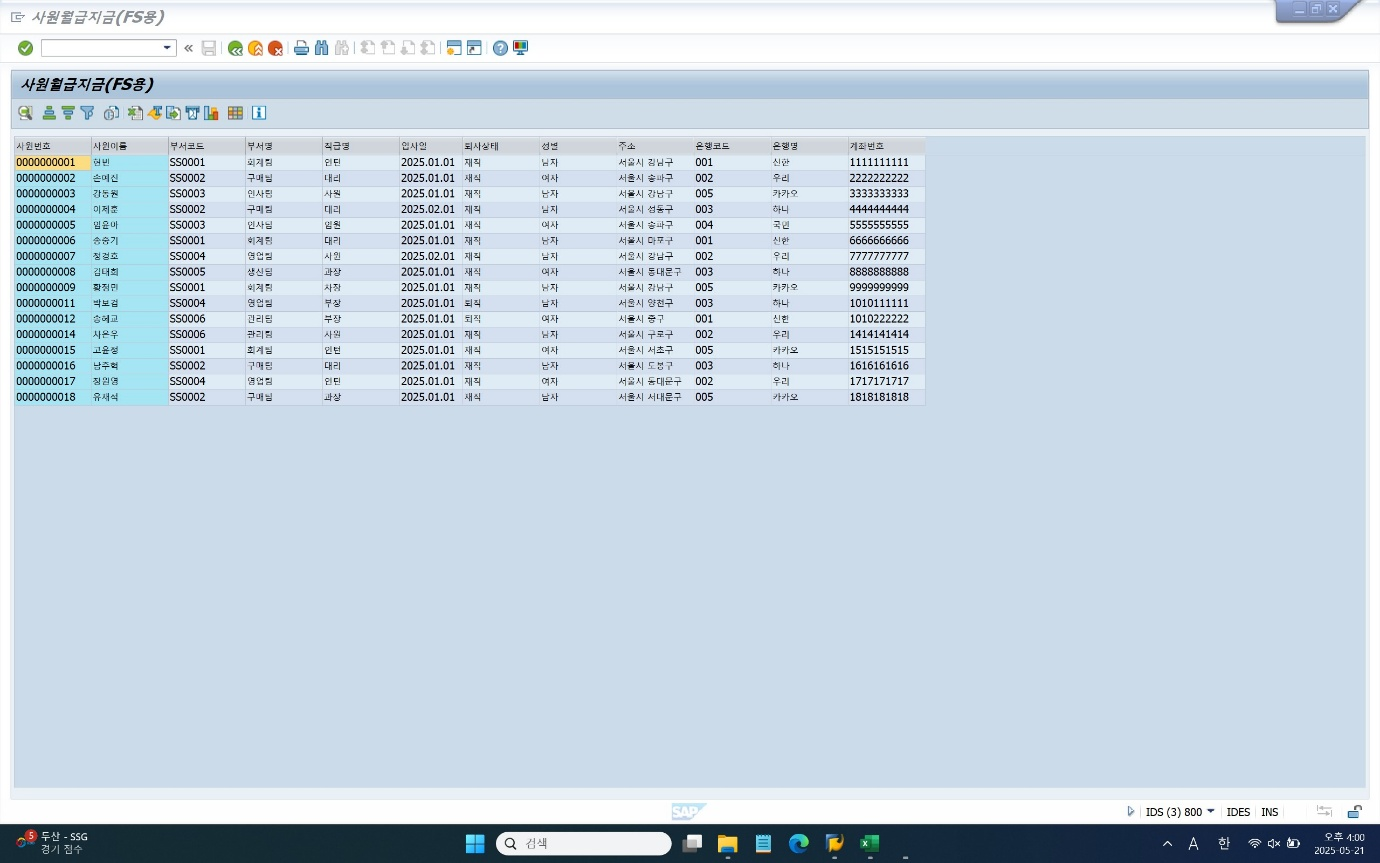 사원월급지금(FS용)
사원월급지금(FS용)
사원번호 사원이름 부서코드 부서명 직급명 입사일 퇴사상태 성별 주소 은행코드 은행명 계좌번호
0000000001 현빈 SS0001 회계팀 인턴 2025.01.01 재직 남자 서울시 강남구 001 신한 1111111111
0000000002 손예진 SS0002 구매팀 대리 2025.01.01 재직 여자 서울시 송파구 002 우리 2222222222
0000000003 강동원 SS0003 인사팀 사원 2025.01.01 재직 남자 서울시 강남구 005 카카오 3333333333
0000000004 이제훈 SS0002 구매팀 대리 2025.02.01 재직 남자 서울시 성동구 003 하나 4444444444
0000000005 임윤아 SS0003 인사팀 임원 2025.01.01 재직 여자 서울시 송파구 004 국민 5555555555
0000000006 송중기 SS0001 회계팀 대리 2025.01.01 재직 남자 서울시 마포구 001 신한 6666666666
0000000007 정경호 SS0004 영업팀 사원 2025.02.01 재직 남자 서울시 강남구 002 우리 7777777777
0000000008 김태희 SS0005 생산팀 과장 2025.01.01 재직 여자 서울시 동대문구 003 하나 8888888888
0000000009 황정민 SS0001 회계팀 차장 2025.01.01 재직 남자 서울시 강남구 005 카카오 9999999999
0000000011 박보검 SS0004 영업팀 부장 2025.01.01 퇴직 남자 서울시 양천구 003 하나 1010111111
0000000012 송혜교 SS0006 관리팀 부장 2025.01.01 퇴직 여자 서울시 중구 001 신한 1010222222
0000000014 차은우 SS0006 관리팀 사원 2025.01.01 재직 남자 서울시 구로구 002 우리 1414141414
0000000015 고윤정 SS0001 회계팀 인턴 2025.01.01 재직 여자 서울시 서초구 005 카카오 1515151515
0000000016 남주혁 SS0002 구매팀 대리 2025.01.01 재직 남자 서울시 도봉구 003 하나 1616161616
0000000017 장원영 SS0004 영업팀 인턴 2025.01.01 재직 여자 서울시 동대문구 002 우리 1717171717
0000000018 유재석 SS0002 구매팀 과장 2025.01.01 재직 남자 서울시 서대문구 005 카카오 1818181818
SAP
IDS (3) 800 IDES INS
5 두산 - SSG
경기 점수
검색
A 한
오후 4:00
2025-05-21